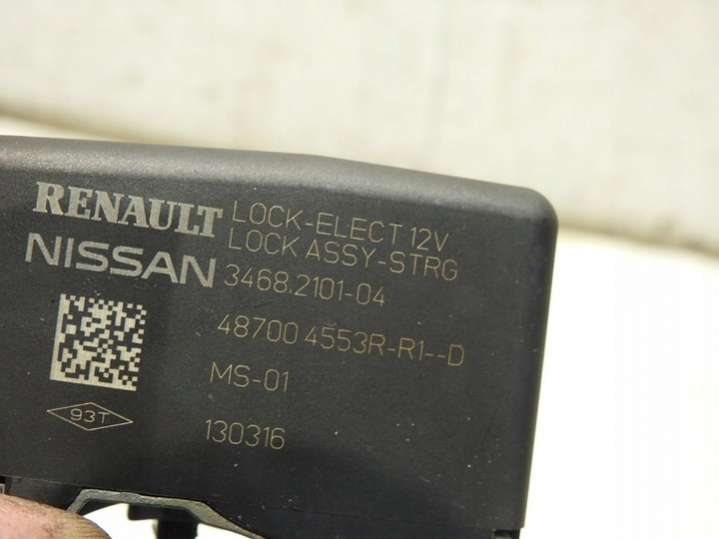 RENAULT LOCK-ELECT 12V
NISSAN LOCK ASSY-STRG
3468.2101-04
48700 4553R-R1--D
MS-01
93T
130316